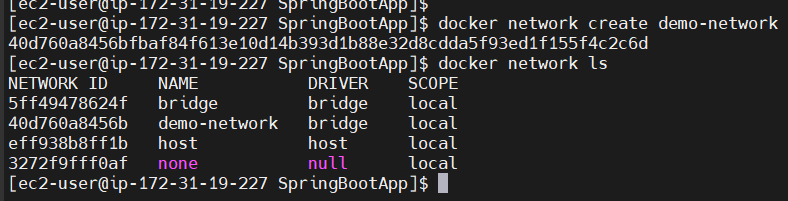 [ec2-user@ip-172-31-19-227 SpringBootApp]$
[ec2-user@ip-172-31-19-227 SpringBootApp]$ docker network create demo-network
40d760a8456bfbaf84f613e10d14b393d1b88e32d8cdda5f93ed1f155f4c2c6d
[ec2-user@ip-172-31-19-227 SpringBootApp]$ docker network ls
NETWORK ID     NAME           DRIVER    SCOPE
5ff49478624f   bridge         bridge    local
40d760a8456b   demo-network   bridge    local
eff938b8ff1b   host           host      local
3272f9fff0af   none           null      local
[ec2-user@ip-172-31-19-227 SpringBootApp]$